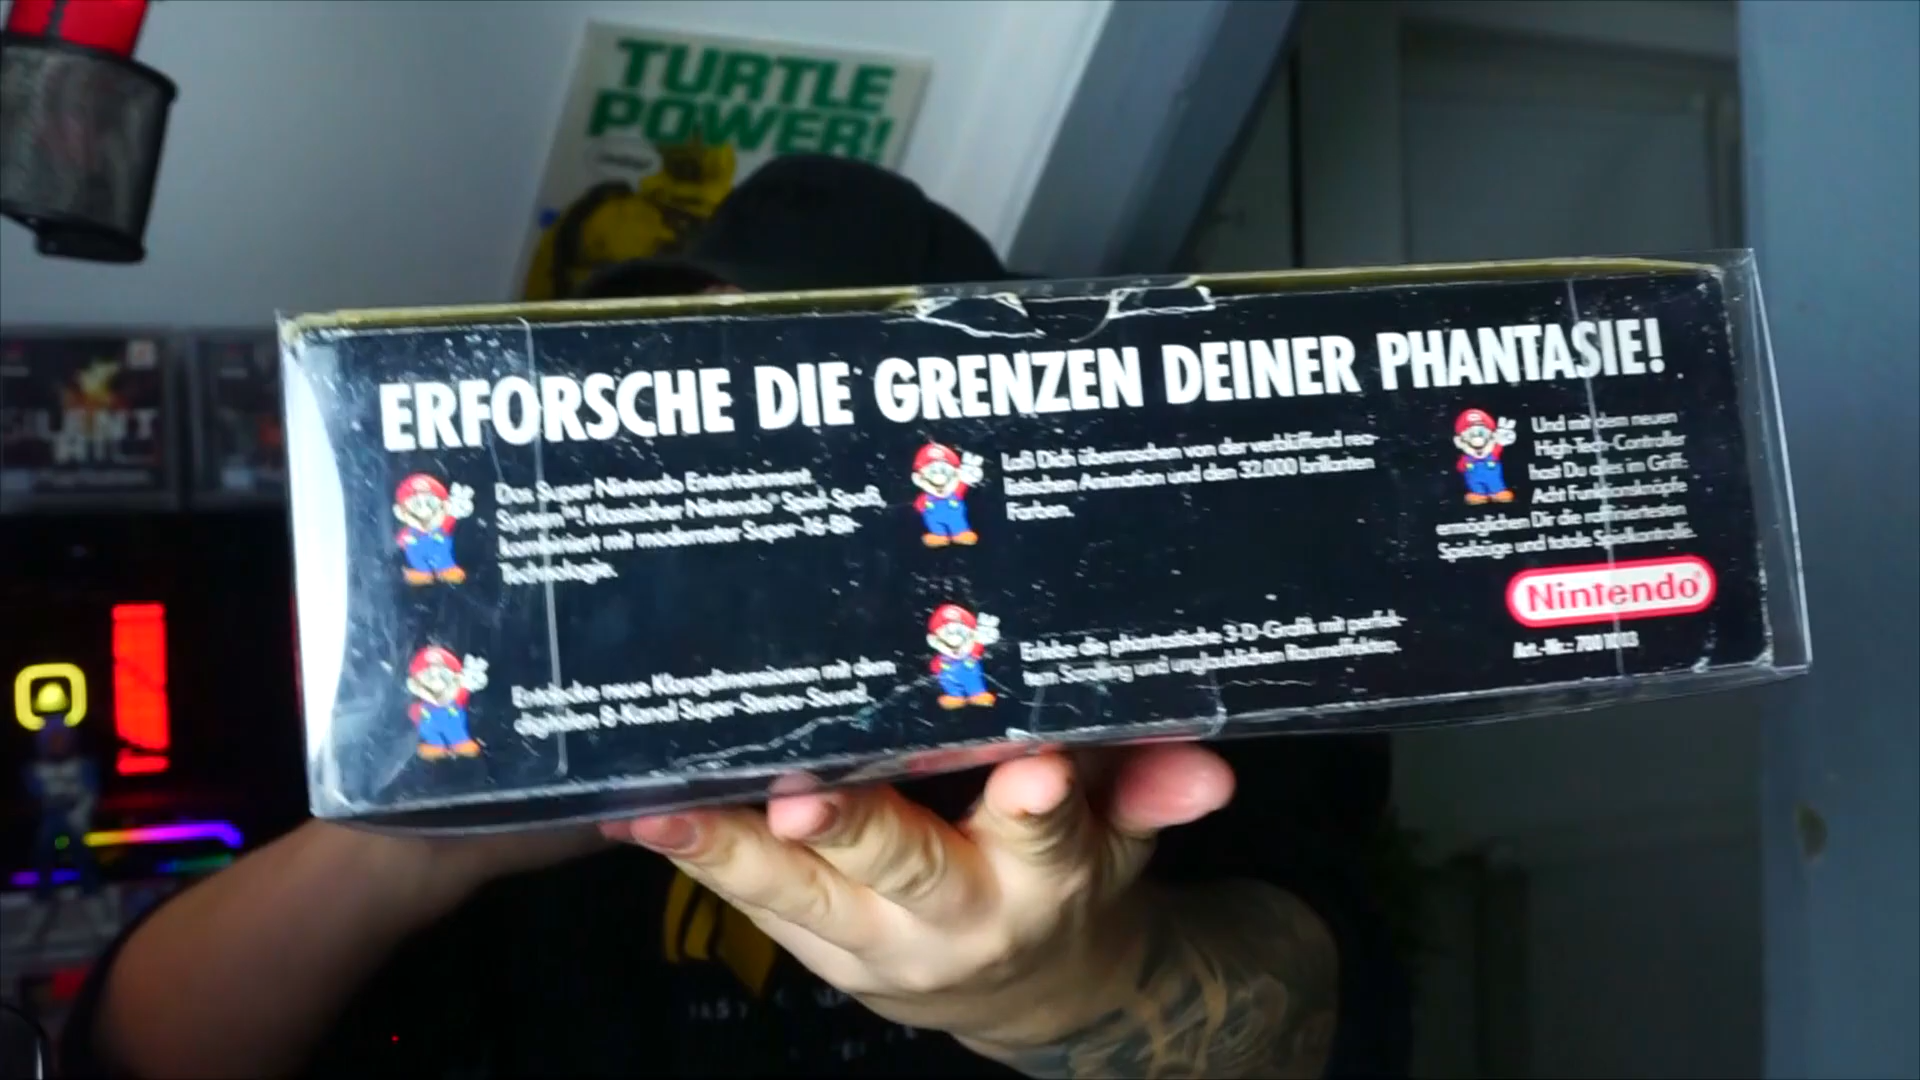 TURTLE
POWER!
SILENT
ERFORSCHE DIE GRENZEN DEINER PHANTASIE!
Das Super Nintendo Entertainment
System™. Klassischer Nintendo® Spiel-Spaß,
kombiniert mit modernster Super-16-Bit-
Technologie.
Entdecke neue Klangdimensionen mit dem
digitalen 8-Kanal Super-Stereo-Sound.
Laß Dich überraschen von der verblüffend rea-
listischen Animation und den 32.000 brillanten
Farben.
Erlebe die phantastische 3-D-Grafik mit perfek-
tem Scrolling und unglaublichen Raumeffekten.
Und mit dem neuen
High-Tech-Controller
hast Du alles im Griff:
Acht Funktionsknöpfe
ermöglichen Dir die raffiniertesten
Spielzüge und totale Spielkontrolle.
Nintendo®
Art.-Nr.: